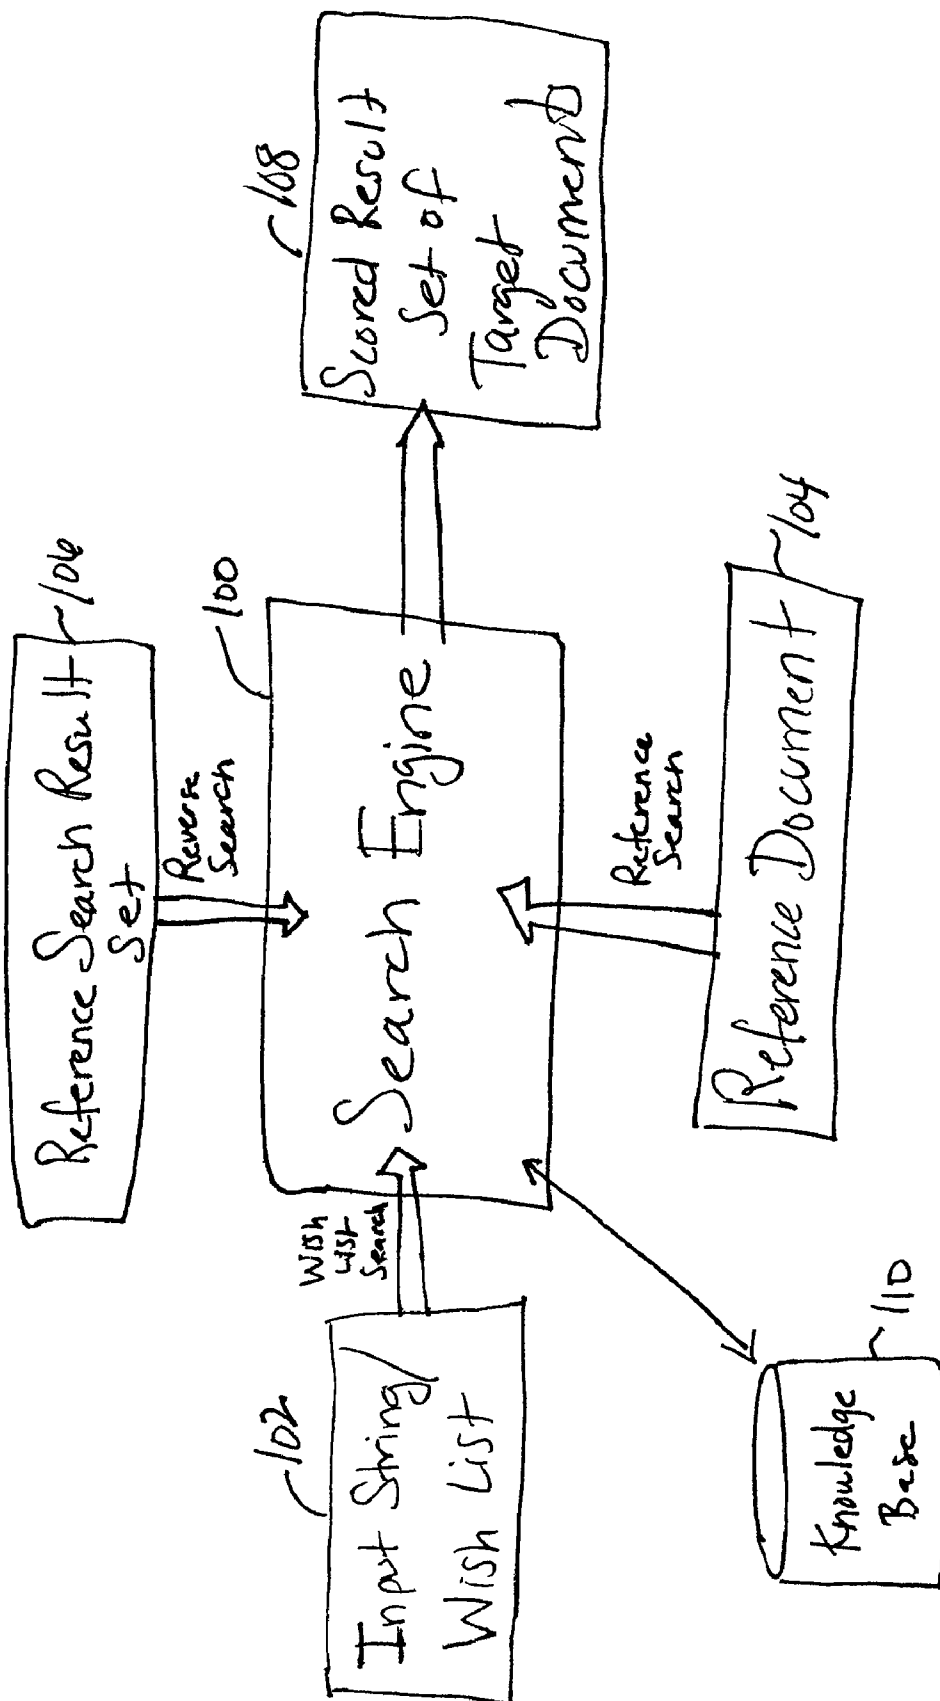 Reference Search Result
Set
106
Reverse
Search
100
Search Engine
Wish
List
Search
102
Input String/
Wish List
108
Scored Result
Set of
Target
Documents
Reference
Search
Reference Document
104
Knowledge
Base
110